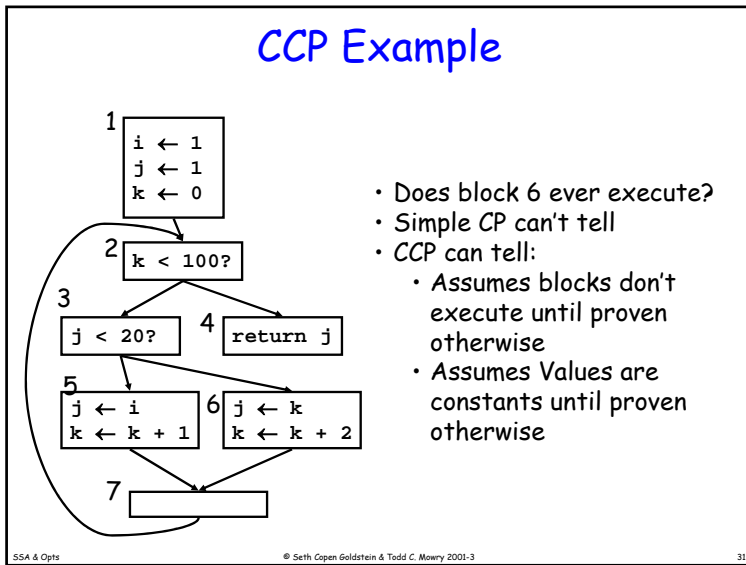 CCP Example
1
i ← 1
j ← 1
k ← 0
2
k < 100?
3
j < 20?
4
return j
5
j ← i
k ← k + 1
6
j ← k
k ← k + 2
7
• Does block 6 ever execute?
• Simple CP can't tell
• CCP can tell:
• Assumes blocks don't
execute until proven
otherwise
• Assumes Values are
constants until proven
otherwise
SSA & Opts
© Seth Copen Goldstein & Todd C. Mowry 2001-3
31